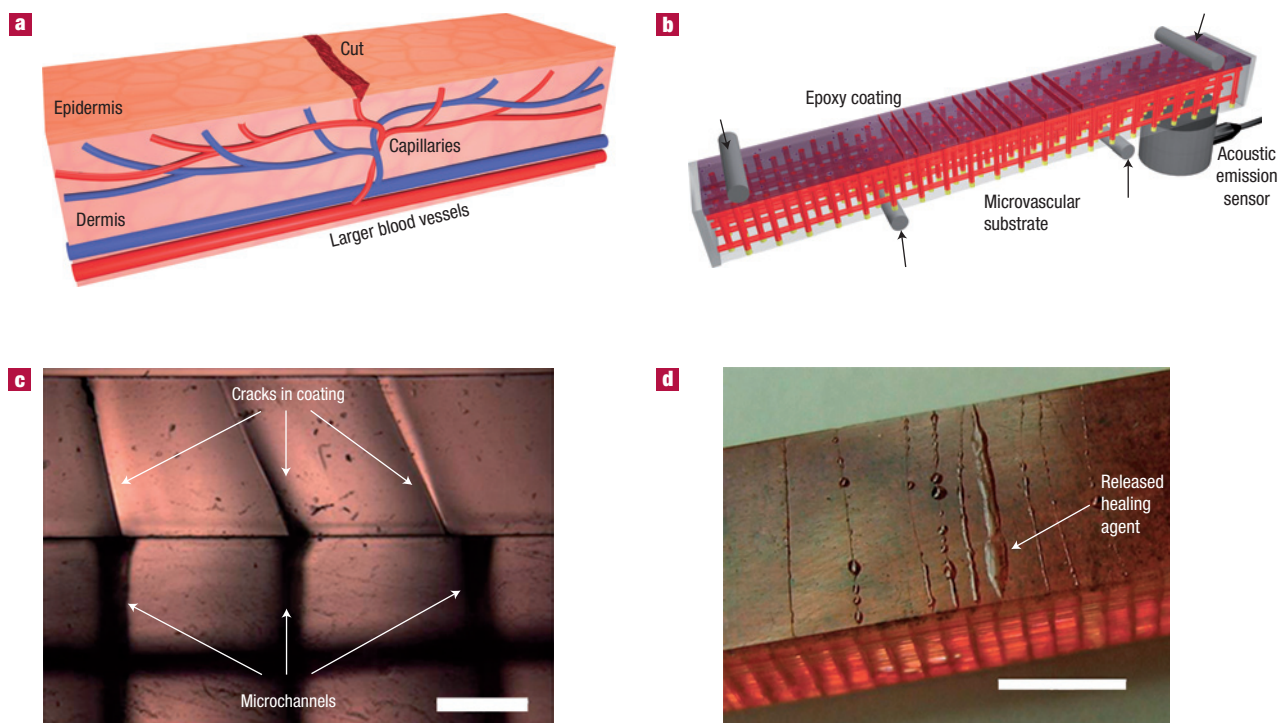 a
Cut
Epidermis
Capillaries
Dermis
Larger blood vessels
b
Epoxy coating
Acoustic
emission
sensor
Microvascular
substrate
c
Cracks in coating
Microchannels
d
Released
healing
agent